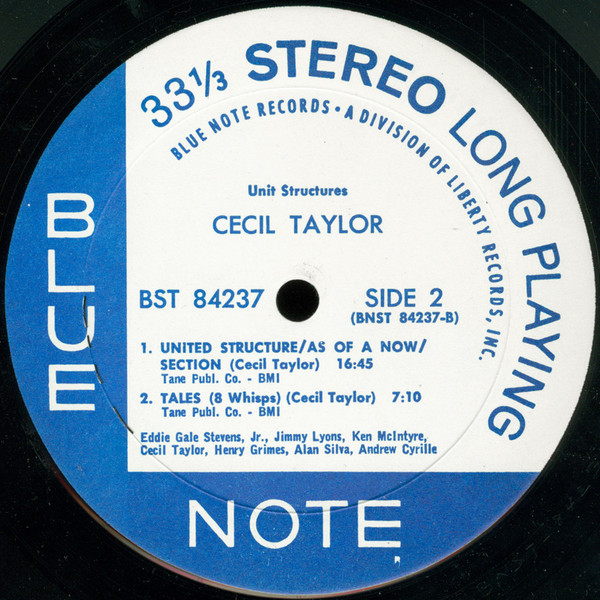 33⅓ STEREO LONG PLAYING
BLUE NOTE RECORDS • A DIVISION OF LIBERTY RECORDS, INC.
Unit Structures
CECIL TAYLOR
BST 84237
SIDE 2
(BNST 84237-B)
1. UNITED STRUCTURE/AS OF A NOW/
SECTION (Cecil Taylor) 16:45
Tane Publ. Co. - BMI
2. TALES (8 Whisps) (Cecil Taylor) 7:10
Tane Publ. Co. - BMI
Eddie Gale Stevens, Jr., Jimmy Lyons, Ken McIntyre,
Cecil Taylor, Henry Grimes, Alan Silva, Andrew Cyrille
BLUE
NOTE
R